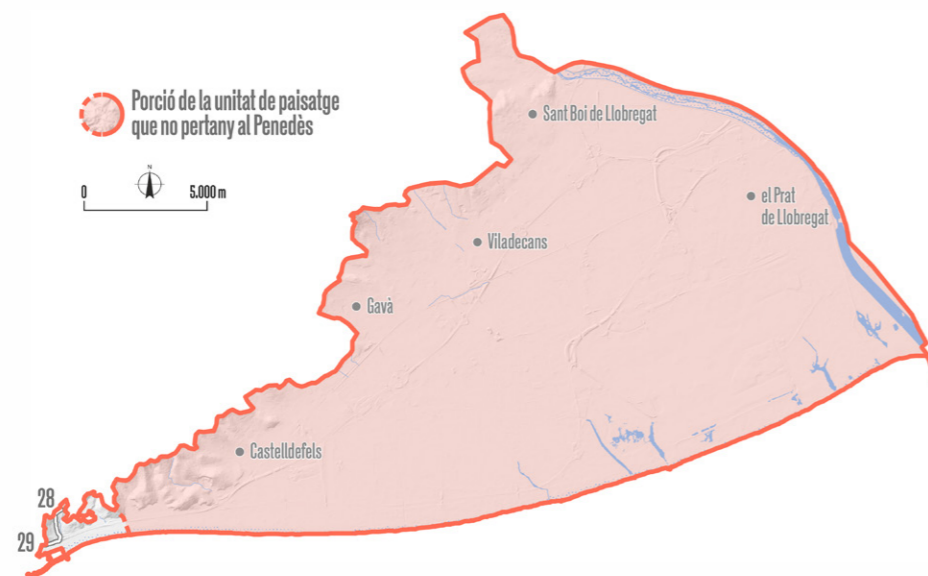 Porció de la unitat de paisatge
que no pertany al Penedès
N
0 5.000 m
Sant Boi de Llobregat
el Prat
de Llobregat
Viladecans
Gavà
Castelldefels
28
29